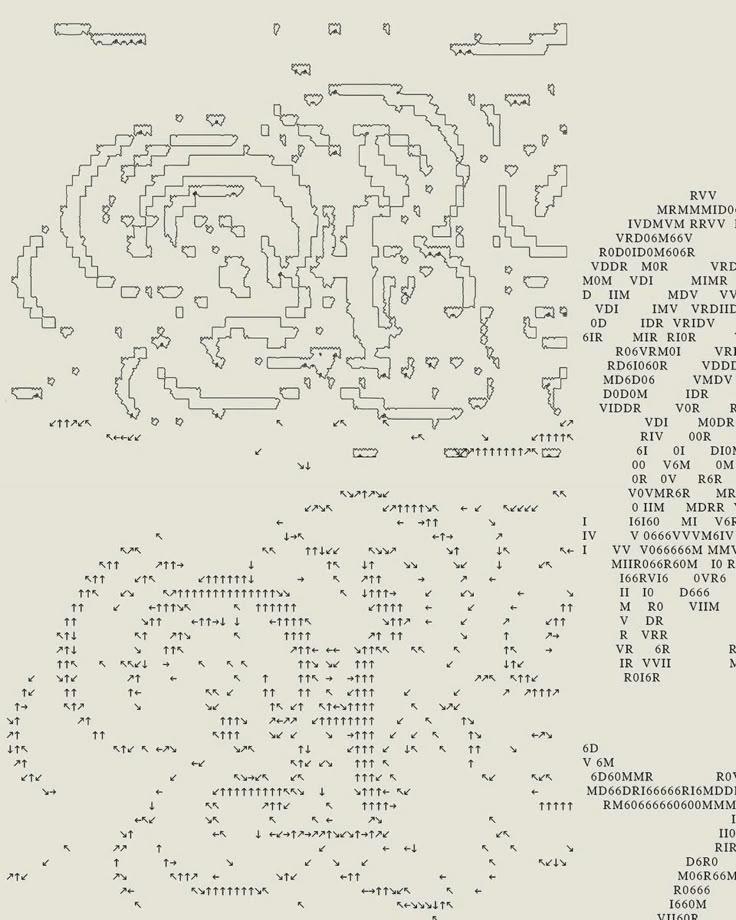 RVV
MRMMMID0
IVDMVM RRVV
VRD06M66V
R0D0ID0M606R
VDDR M0R VRD
M0M VDI MIMR
D IIM MDV VV
VDI IMV VRDIID
0D IDR VRIDV
6IR MIR RI0R
R06VRM0I VRI
RD6I060R VDDD
MD6D06 VMDV
D0D0M IDR
VIDDR V0R R
VDI M0DR
RIV 00R
6I 0I DI0M
00 V6M 0M
0R 0V R6R
V0VMR6R MR
0 IIM MDRR V
I I6I60 MI V6R
IV V 0666VVVM6IV
I VV V066666M MMV
MIIR066R60M I0 R
I66RVI6 0VR6
II I0 D666
M R0 VIIM
V DR
R VRR
VR 6R R
IR VVII M
R0I6R
6D
V 6M
6D60MMR R0V
MD66DRI66666RI6MDDI
RM60666660600MMM
I
II0
RIR
D6R0
M06R66M
R0666
I660M
VII60R